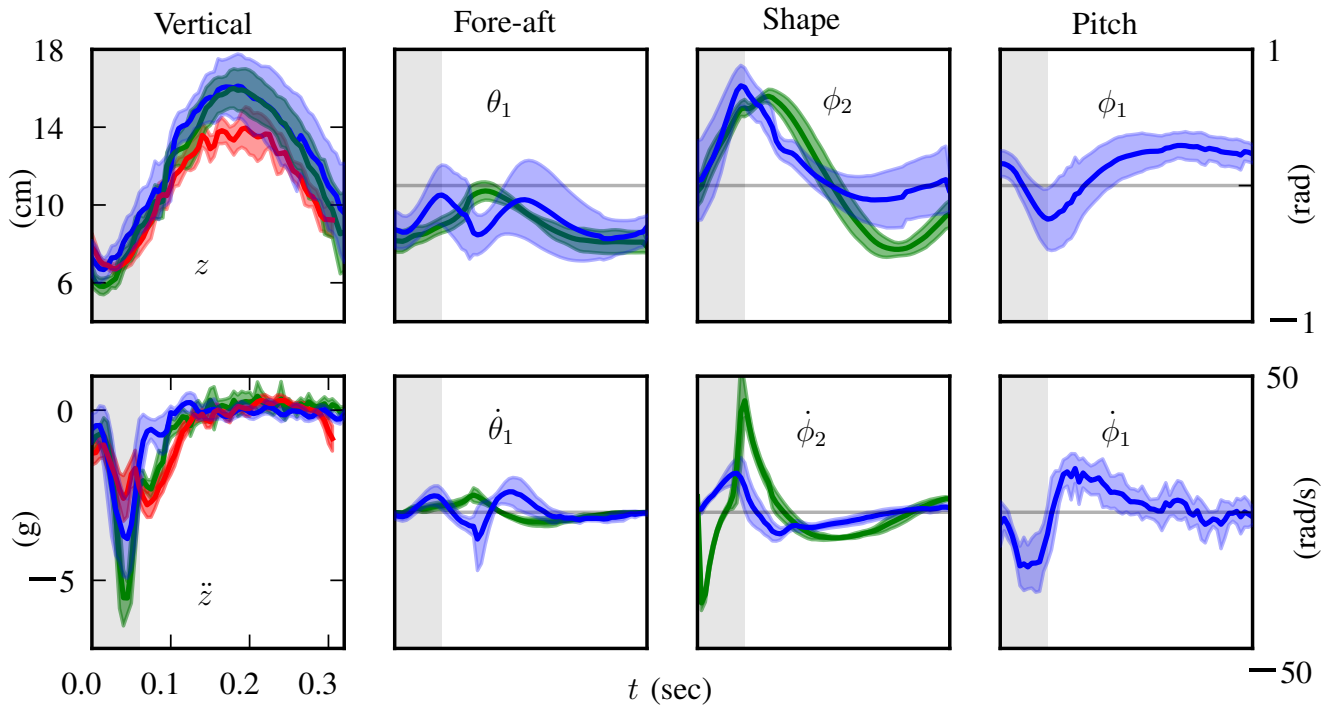 Vertical Fore-aft Shape Pitch
18 1
14 θ₁ ϕ₂ ϕ₁
(cm) 10 (rad)
6 z
−1
50
0 θ̇₁ ϕ̇₂ ϕ̇₁
(g) (rad/s)
−5 z̈
−50
0.0 0.1 0.2 0.3 t (sec)